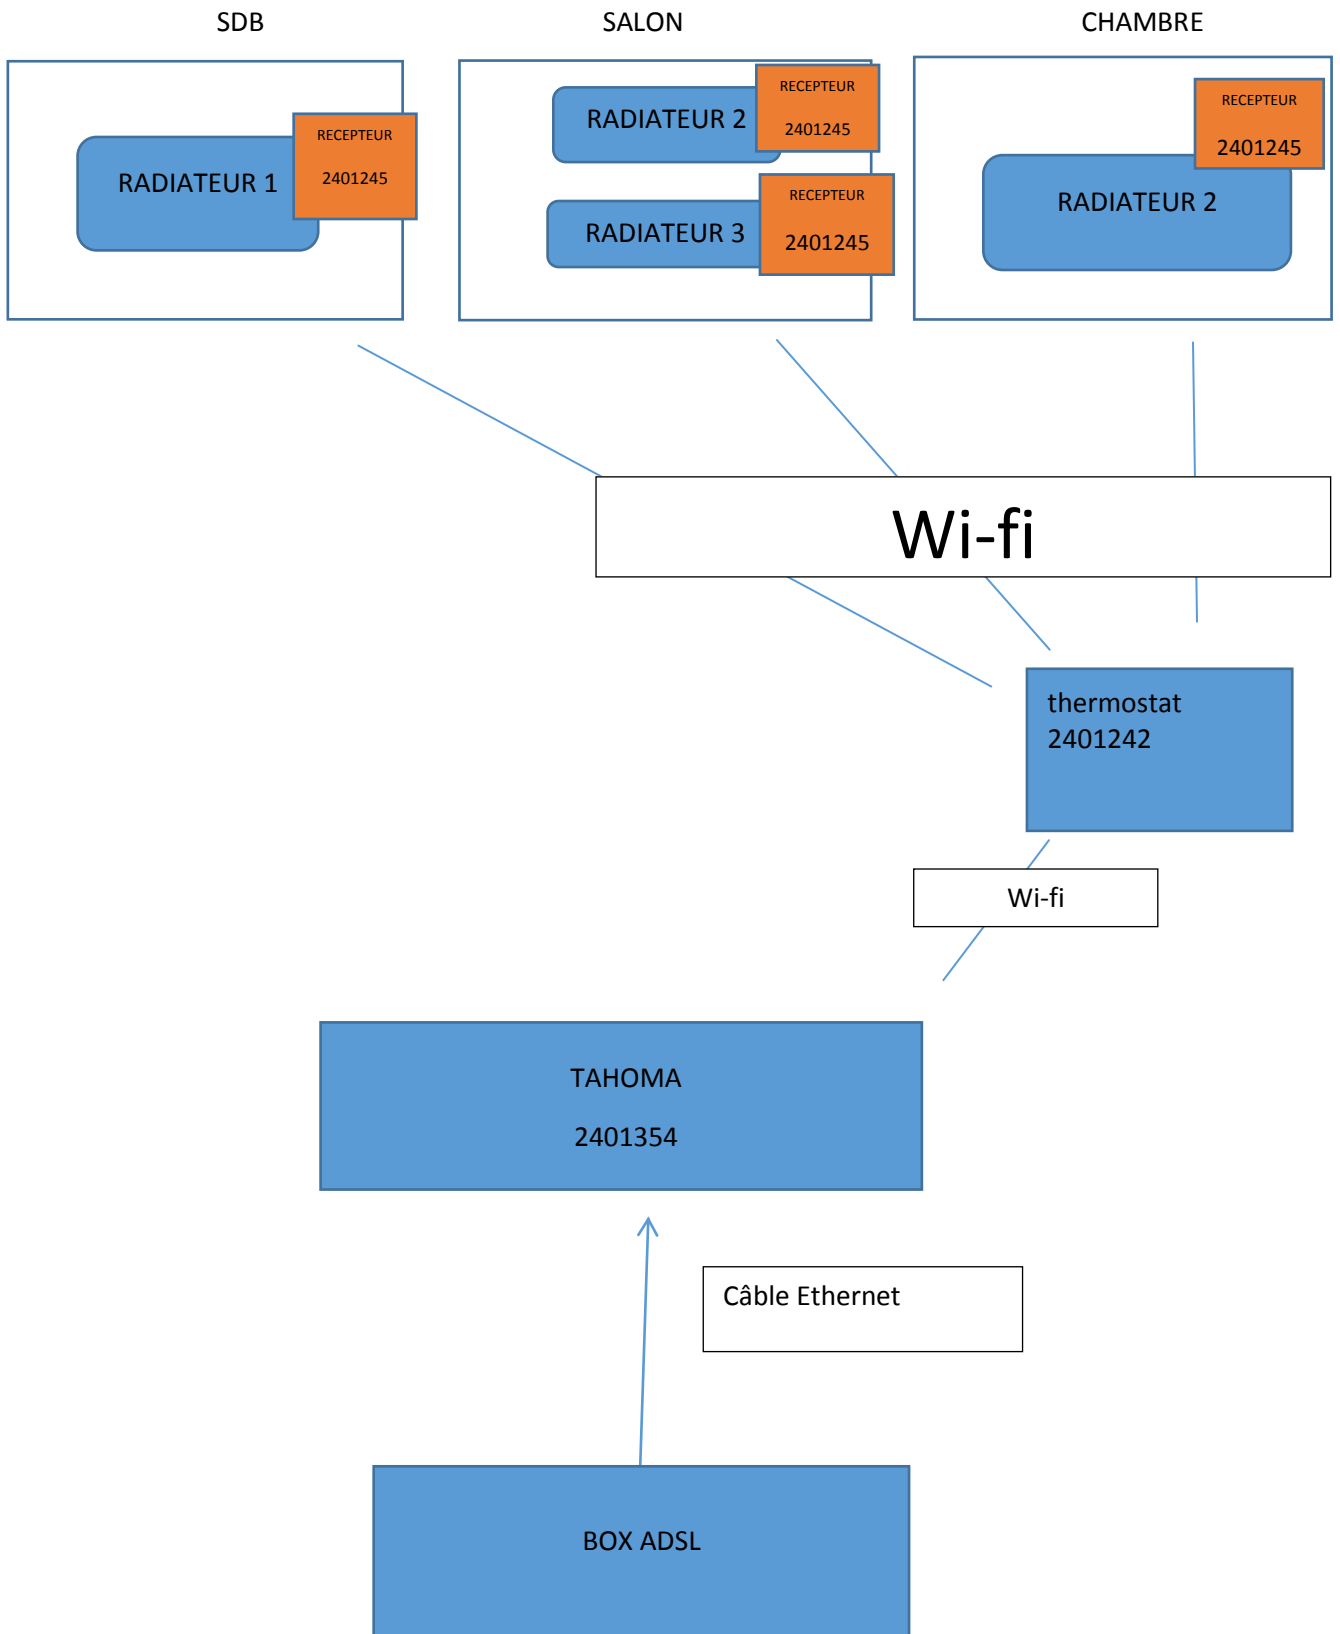 SDB
SALON
CHAMBRE
RADIATEUR 1
RECEPTEUR
2401245
RADIATEUR 2
RECEPTEUR
2401245
RADIATEUR 3
RECEPTEUR
2401245
RECEPTEUR
2401245
RADIATEUR 2
Wi-fi
thermostat
2401242
Wi-fi
TAHOMA
2401354
Câble Ethernet
BOX ADSL